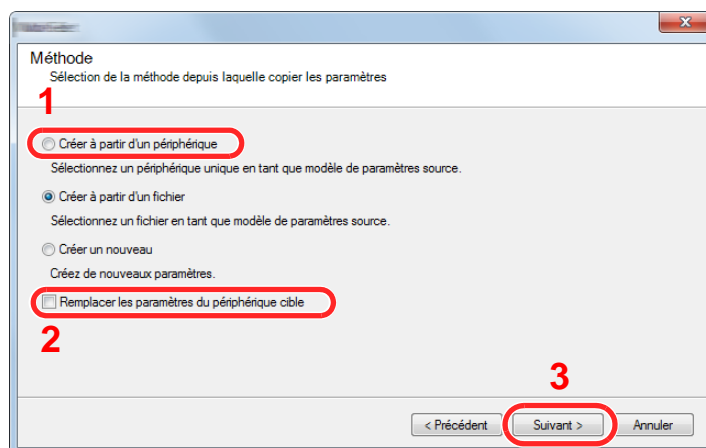 Méthode
Sélection de la méthode depuis laquelle copier les paramètres
1
Créer à partir d'un périphérique
Sélectionnez un périphérique unique en tant que modèle de paramètres source.
Créer à partir d'un fichier
Sélectionnez un fichier en tant que modèle de paramètres source.
Créer un nouveau
Créez de nouveaux paramètres.
Remplacer les paramètres du périphérique cible
2
3
< Précédent
Suivant >
Annuler